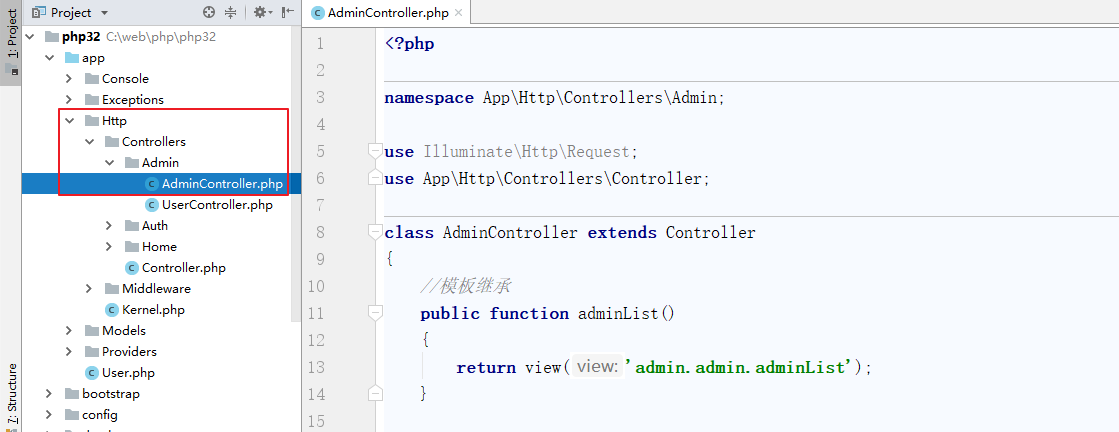 1: Project
7: Structure
Project
php32 C:\web\php\php32
app
Console
Exceptions
Http
Controllers
Admin
AdminController.php
UserController.php
Auth
Home
Controller.php
Middleware
Kernel.php
Models
Providers
User.php
bootstrap
config
AdminController.php
1 <?php
2
3 namespace App\Http\Controllers\Admin;
4
5 use Illuminate\Http\Request;
6 use App\Http\Controllers\Controller;
7
8 class AdminController extends Controller
9 {
10 //模板继承
11 public function adminList()
12 {
13 return view( view: 'admin.admin.adminList');
14 }
15